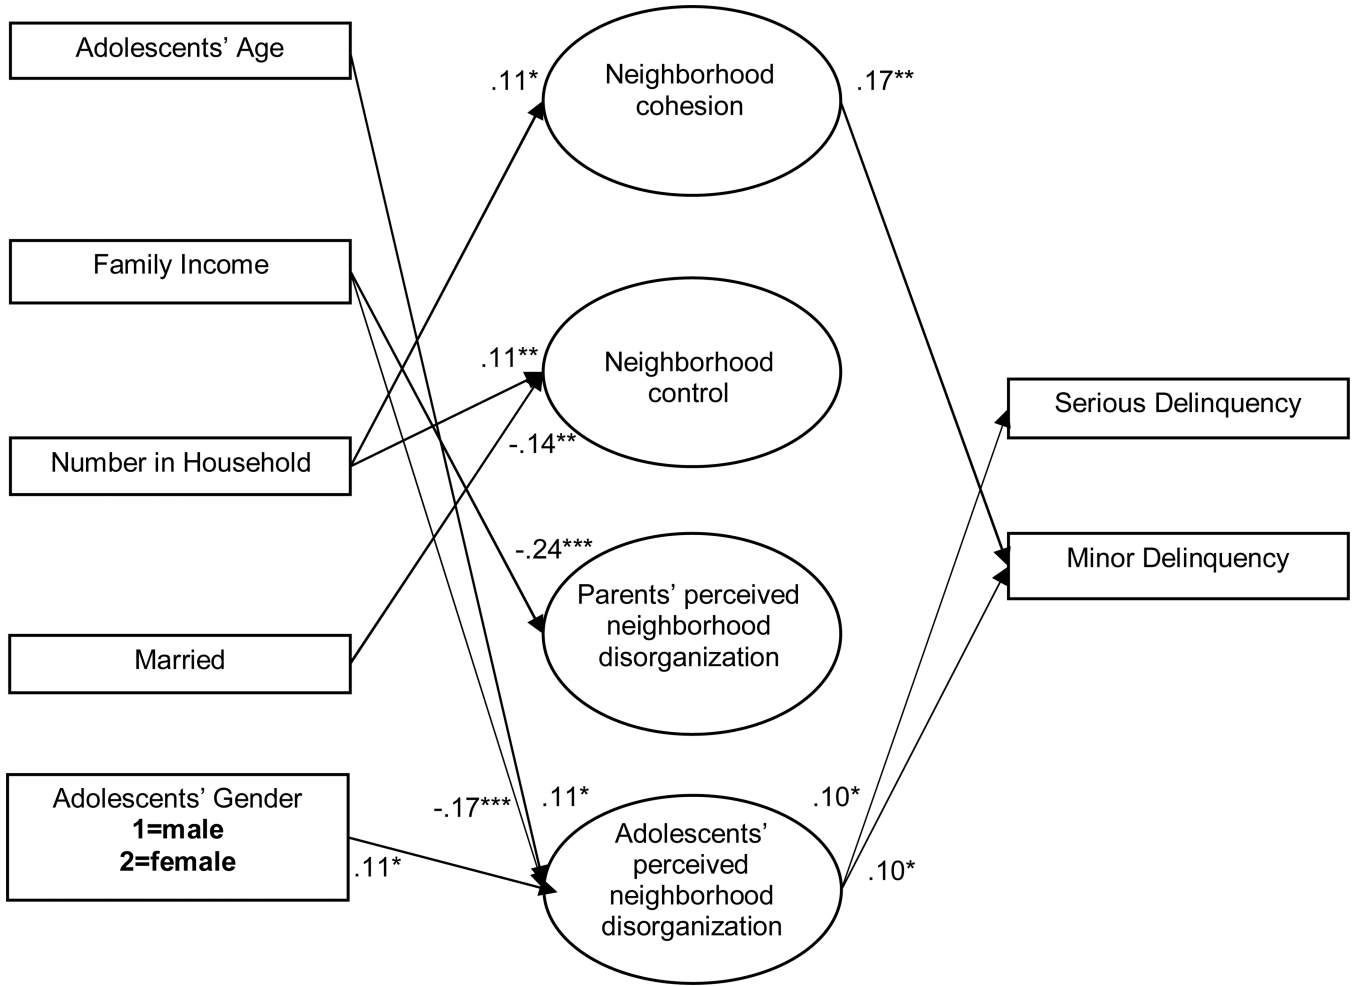 Adolescents’ Age
Family Income
Number in Household
Married
Adolescents’ Gender
1=male
2=female
.11*
.11*
Neighborhood
cohesion
.17**
.11**
Neighborhood
control
-.14**
-.24***
Parents’ perceived
neighborhood
disorganization
-.17***
.11*
Adolescents’
perceived
neighborhood
disorganization
.10*
.10*
Serious Delinquency
Minor Delinquency